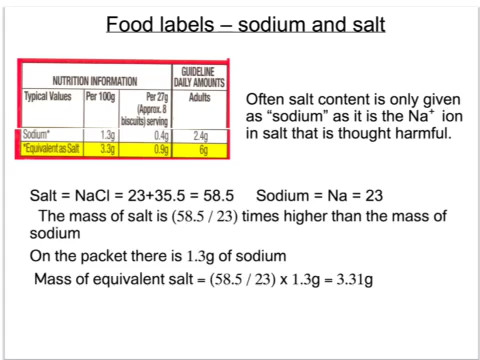 Food labels – sodium and salt
NUTRITION INFORMATION
GUIDELINE
DAILY AMOUNTS
Typical Values Per 100g Per 27g
(Approx. 8
biscuits) serving
Adults
Sodium* 1.3g 0.4g 2.4g
*Equivalent as Salt 3.3g 0.9g 6g
Often salt content is only given
as “sodium” as it is the Na⁺ ion
in salt that is thought harmful.
Salt = NaCl = 23+35.5 = 58.5 Sodium = Na = 23
The mass of salt is (58.5 / 23) times higher than the mass of
sodium
On the packet there is 1.3g of sodium
Mass of equivalent salt = (58.5 / 23) x 1.3g = 3.31g